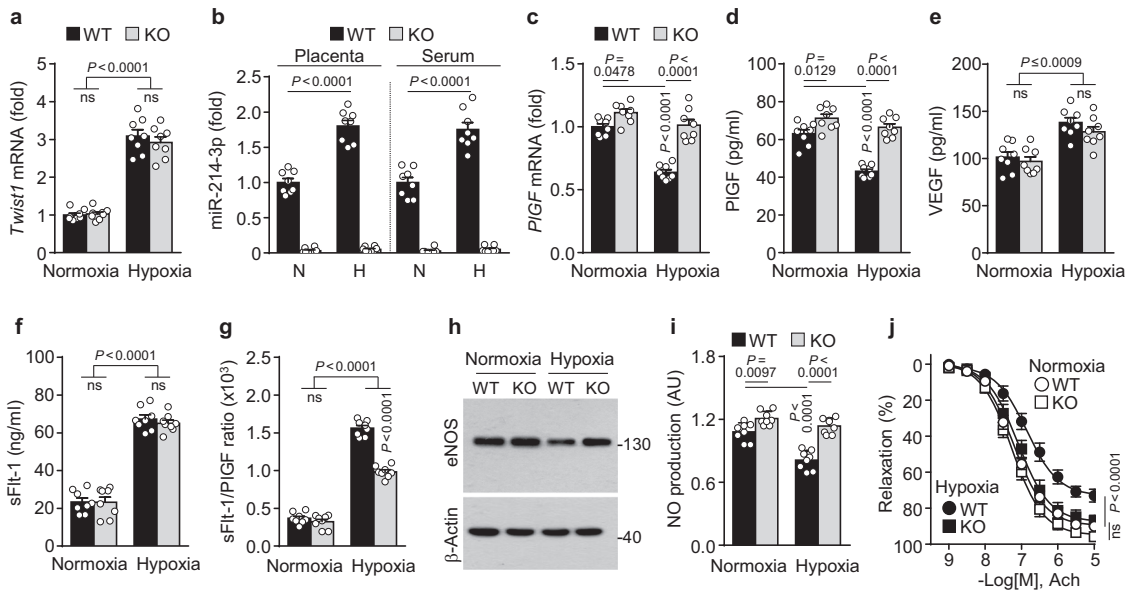 a
WT KO
Twist1 mRNA (fold)
5
4
3
2
1
0
P < 0.0001
ns
ns
Normoxia Hypoxia
b
WT KO
Placenta Serum
miR-214-3p (fold)
2.5
2.0
1.5
1.0
0.5
0
P < 0.0001
P < 0.0001
N H N H
c
WT KO
PlGF mRNA (fold)
1.5
1.0
0.5
0.0
P =
0.0478
P <
0.0001
P < 0.0001
Normoxia Hypoxia
d
PlGF
(pg/ml)
100
80
60
40
20
0
P =
0.0129
P <
0.0001
P < 0.0001
Normoxia Hypoxia
e
WT KO
VEGF (pg/ml)
200
150
100
50
0
P ≤ 0.0009
ns
ns
Normoxia Hypoxia
f
sFlt-1 (ng/ml)
100
80
60
40
20
0
P < 0.0001
ns
ns
Normoxia Hypoxia
g
sFlt-1/PlGF ratio (x10³)
2.5
2.0
1.5
1.0
0.5
0.0
P < 0.0001
ns
P < 0.0001
Normoxia Hypoxia
h
Normoxia Hypoxia
WT KO WT KO
eNOS
-130
β-Actin
-40
i
WT KO
NO production (AU)
1.8
1.2
0.6
0.0
P =
0.0097
P <
0.0001
P <
0.0001
Normoxia Hypoxia
j
Relaxation (%)
0
20
40
60
80
100
Normoxia
WT
KO
Hypoxia
WT
KO
P < 0.0001
ns
9 8 7 6 5
-Log[M], Ach